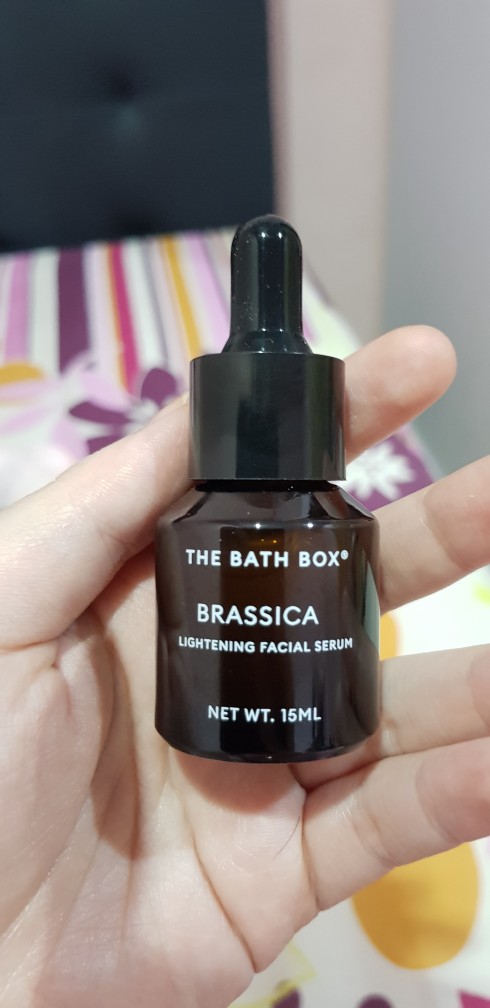 THE BATH BOX®
BRASSICA
LIGHTENING FACIAL SERUM
NET WT. 15ML